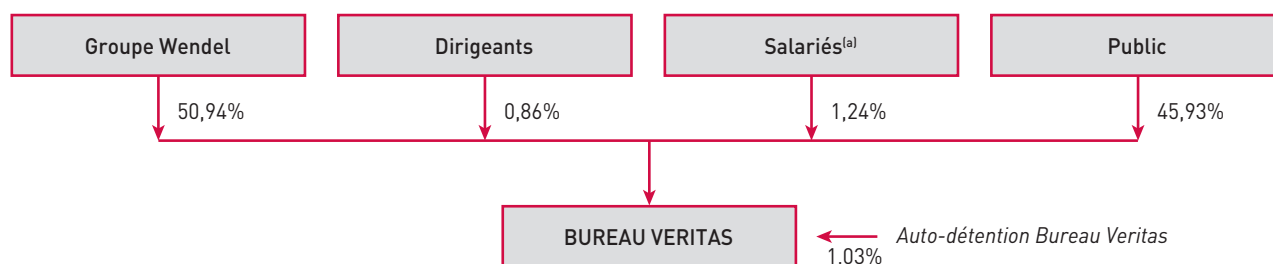 Groupe Wendel
Dirigeants
Salariés(a)
Public
50,94%
0,86%
1,24%
45,93%
BUREAU VERITAS
Auto-détention Bureau Veritas
1,03%